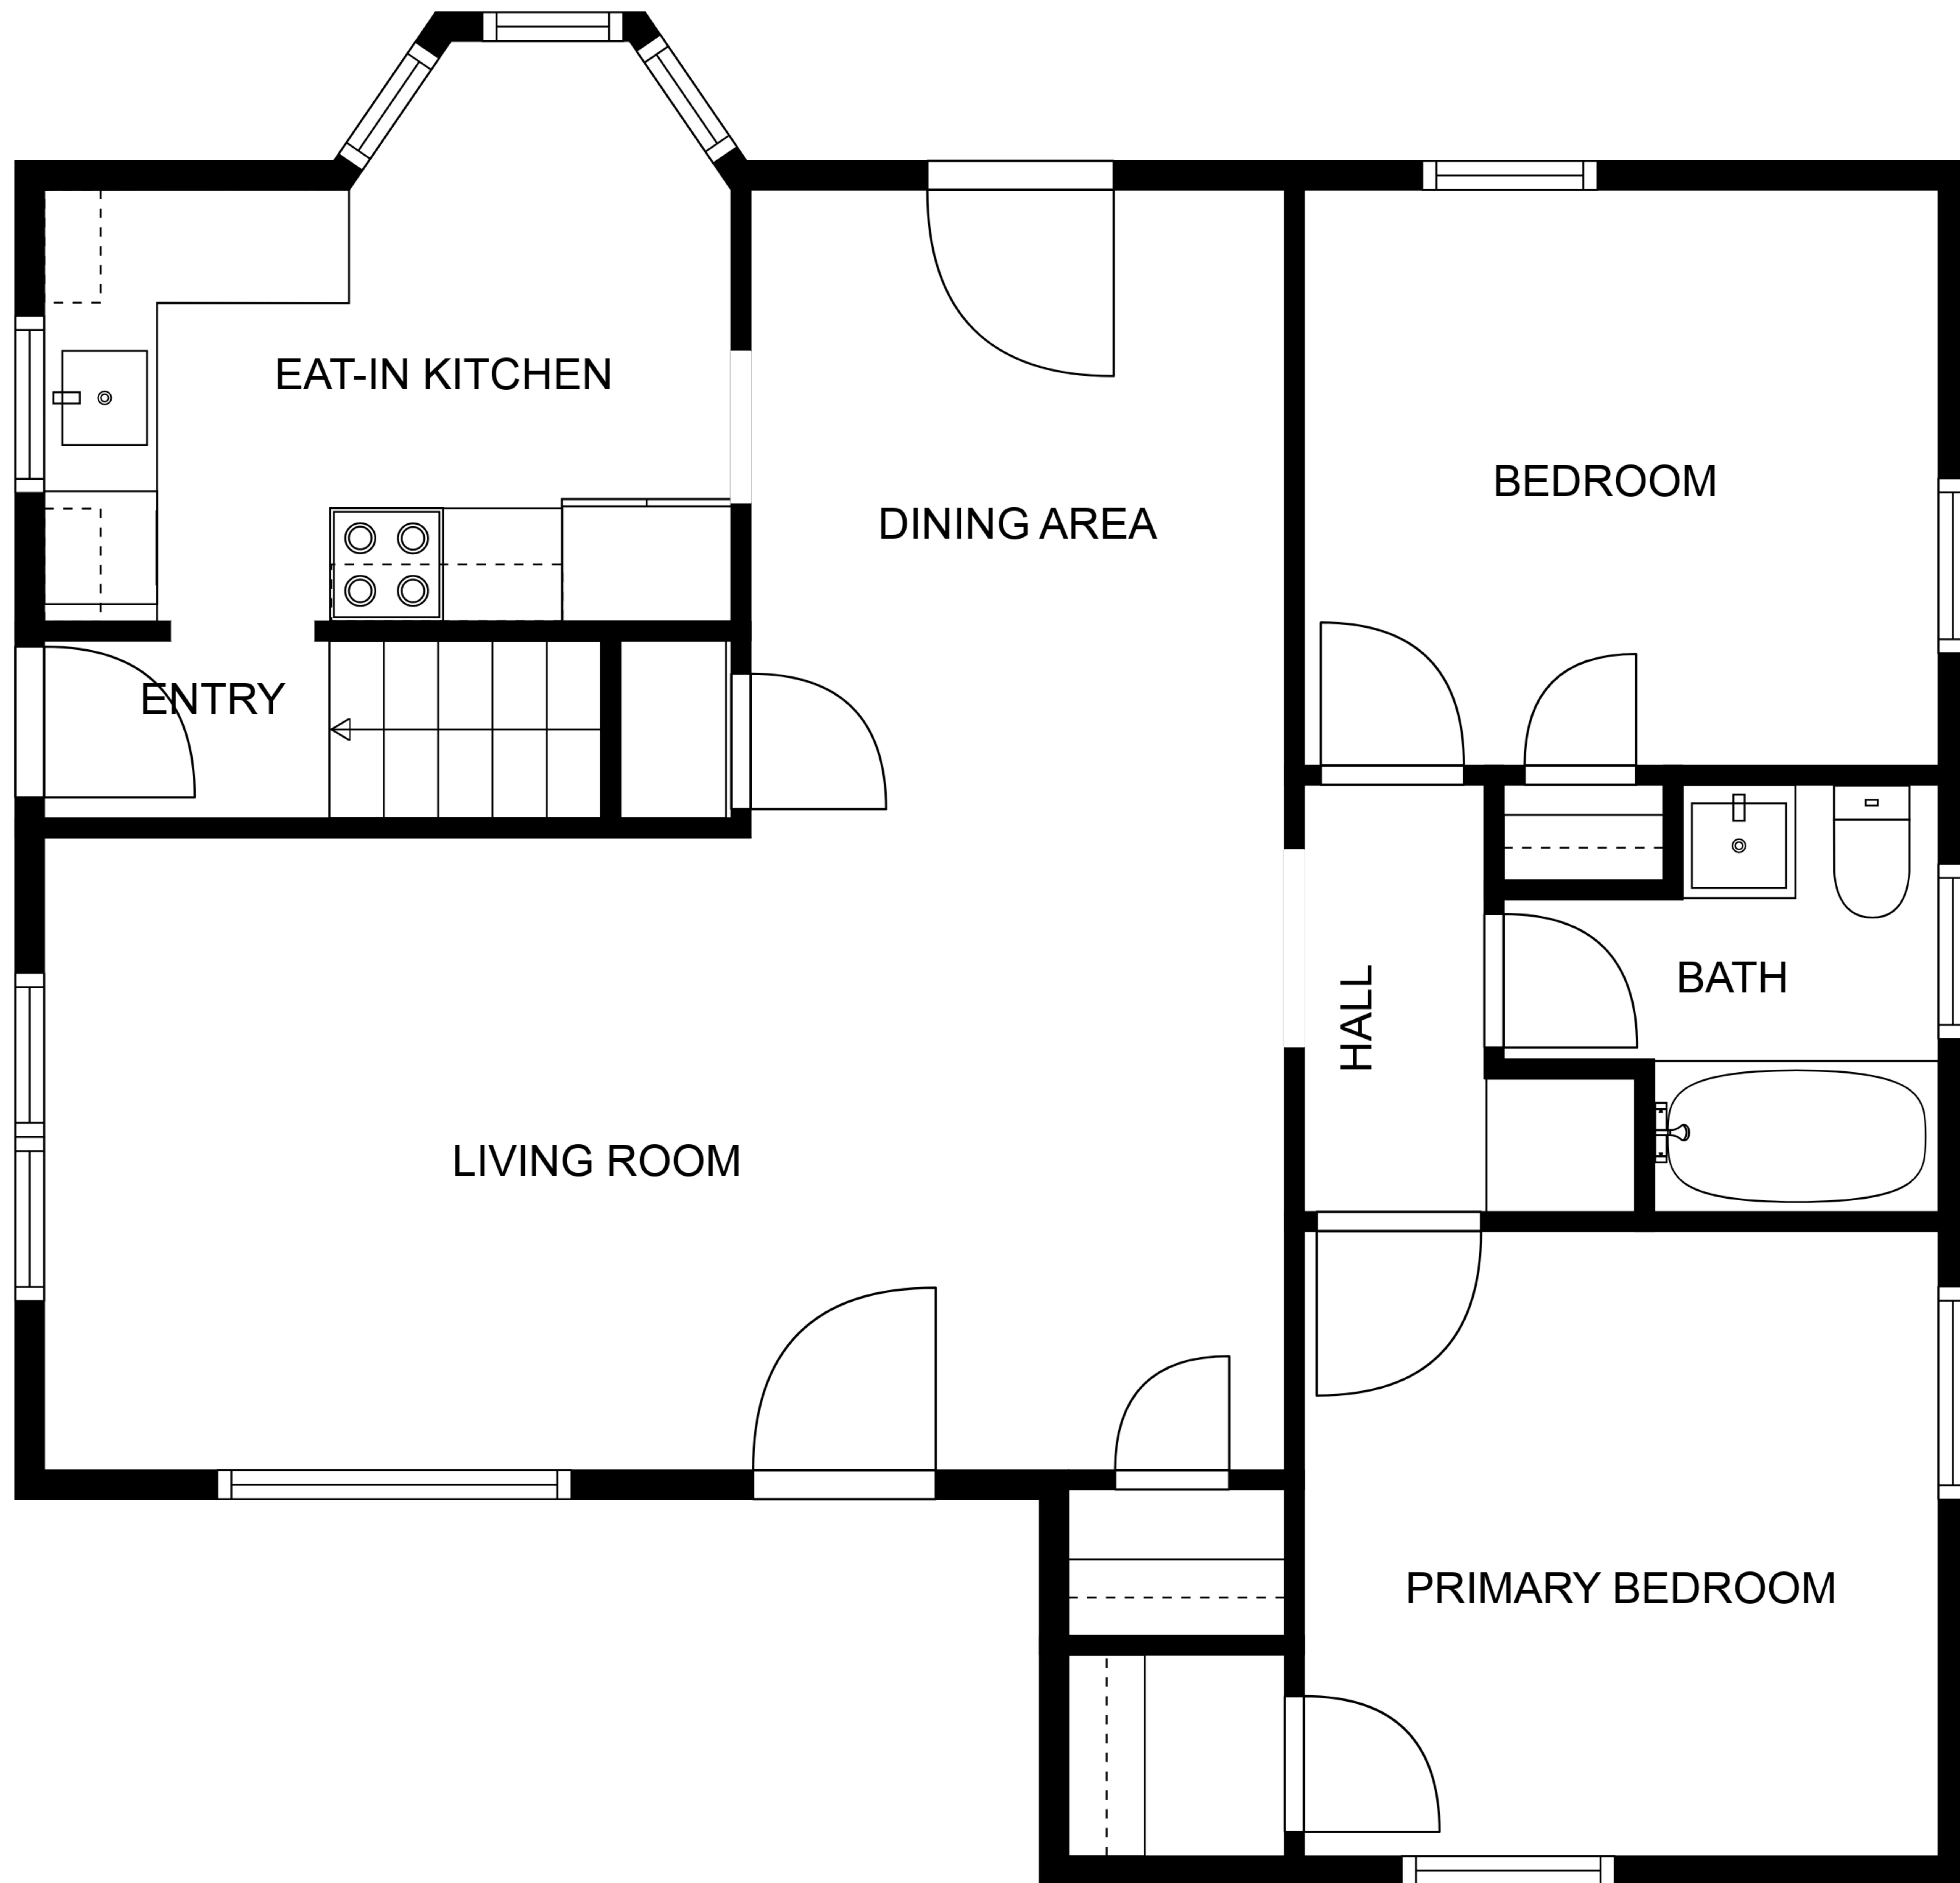 EAT-IN KITCHEN
BEDROOM
DINING AREA
ENTRY
BATH
HALL
LIVING ROOM
PRIMARY BEDROOM